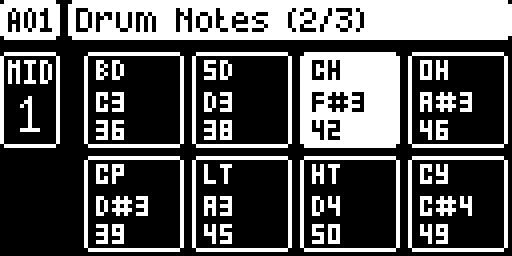 A01 Drum Notes (2/3)
MID
1
BD
C3
36
SD
D3
38
CH
F#3
42
OH
A#3
46
CP
D#3
39
LT
A3
45
HT
D4
50
CY
C#4
49